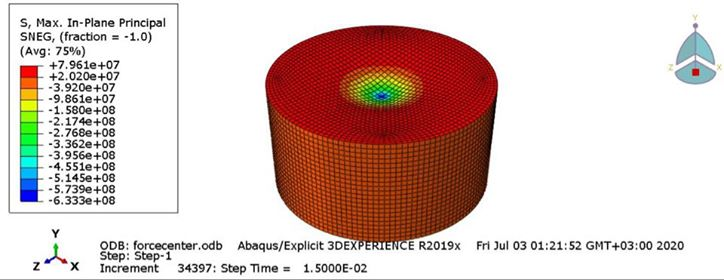 S, Max. In-Plane Principal
SNEG, (fraction = -1.0)
(Avg: 75%)
+7.961e+07
+2.020e+07
-3.920e+07
-9.861e+07
-1.580e+08
-2.174e+08
-2.768e+08
-3.362e+08
-3.956e+08
-4.551e+08
-5.145e+08
-5.739e+08
-6.333e+08
Y
Z X
Y
Z X
ODB: forcecenter.odb Abaqus/Explicit 3DEXPERIENCE R2019x Fri Jul 03 01:21:52 GMT+03:00 2020
Step: Step-1
Increment 34397: Step Time = 1.5000E-02